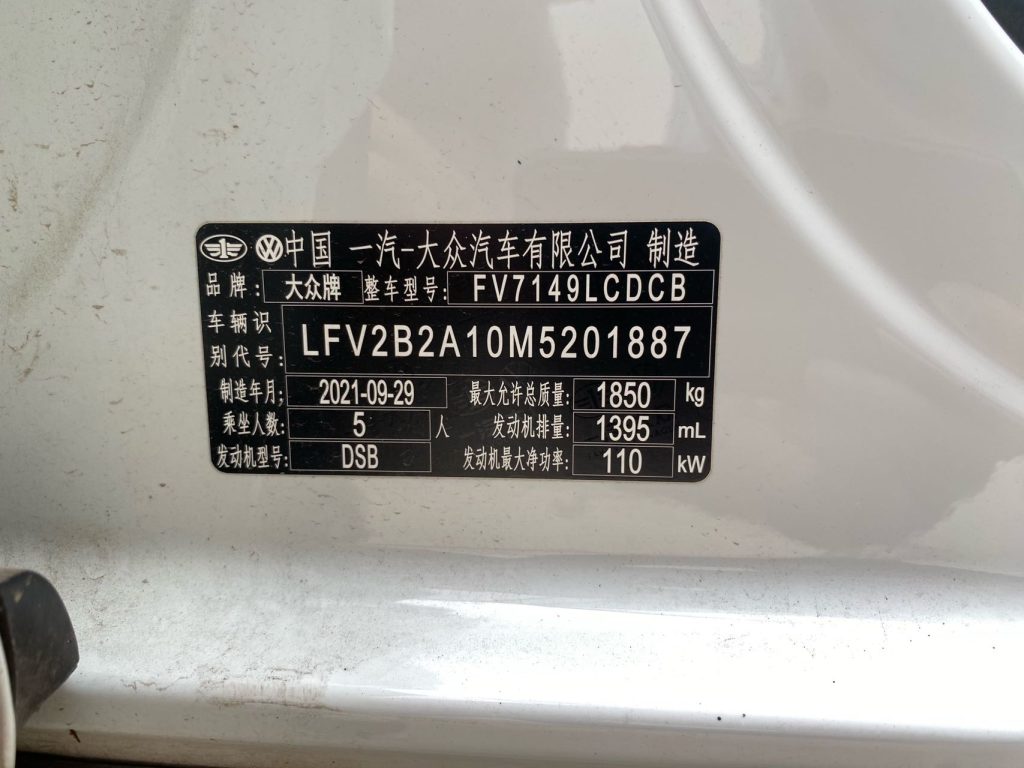 中国 一汽-大众汽车有限公司 制造
品牌: 大众牌 整车型号: FV7149LCDCB
车辆识别代号: LFV2B2A10M5201887
制造年月: 2021-09-29 最大允许总质量: 1850 kg
乘坐人数: 5 人 发动机排量: 1395 mL
发动机型号: DSB 发动机最大净功率: 110 kW